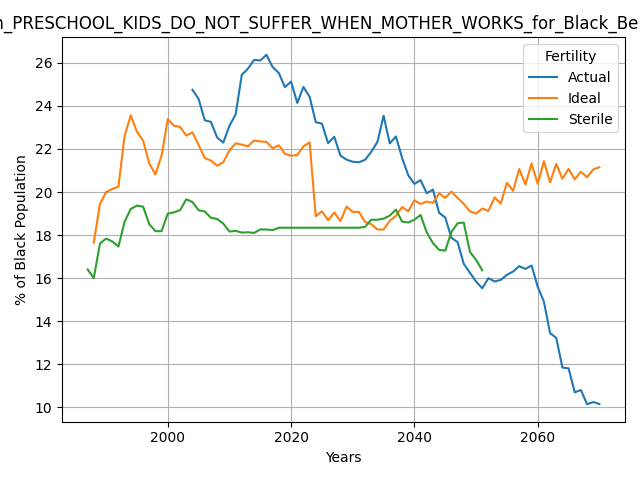 n_PRESCHOOL_KIDS_DO_NOT_SUFFER_WHEN_MOTHER_WORKS_for_Black_Be
Fertility
Actual
Ideal
Sterile
% of Black Population
26
24
22
20
18
16
14
12
10
2000 2020 2040 2060
Years